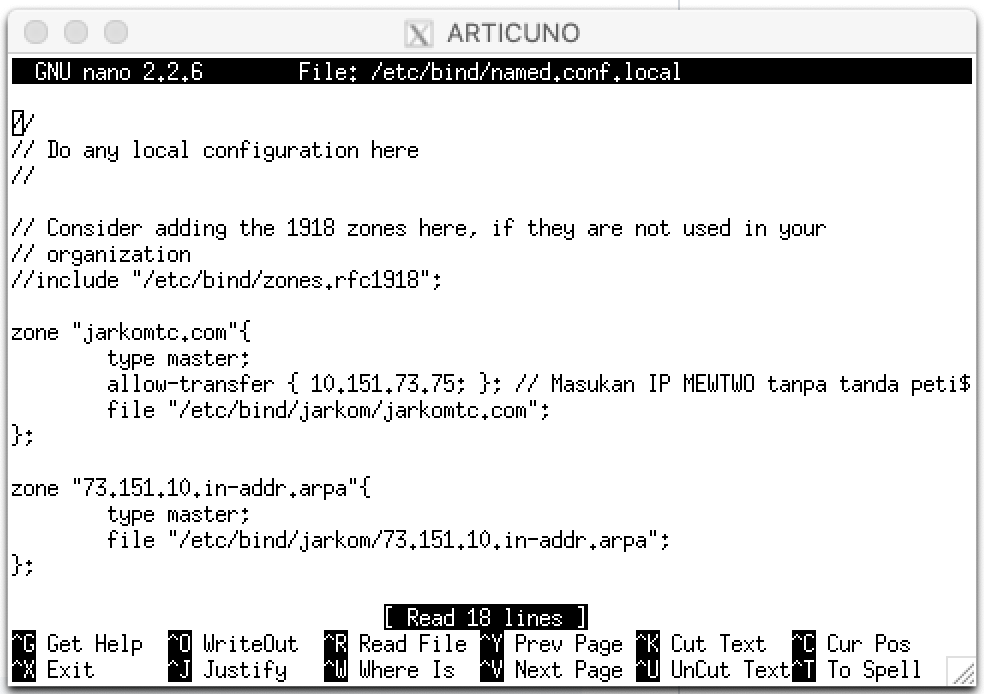 ARTICUNO
GNU nano 2.2.6 File: /etc/bind/named.conf.local
//
// Do any local configuration here
//
// Consider adding the 1918 zones here, if they are not used in your
// organization
//include "/etc/bind/zones.rfc1918";
zone "jarkomtc.com"{
type master;
allow-transfer { 10.151.73.75; }; // Masukan IP MEWTWO tanpa tanda peti$
file "/etc/bind/jarkom/jarkomtc.com";
};
zone "73.151.10.in-addr.arpa"{
type master;
file "/etc/bind/jarkom/73.151.10.in-addr.arpa";
};
[ Read 18 lines ]
^G Get Help ^O WriteOut ^R Read File ^Y Prev Page ^K Cut Text ^C Cur Pos
^X Exit ^J Justify ^W Where Is ^V Next Page ^U UnCut Text ^T To Spell